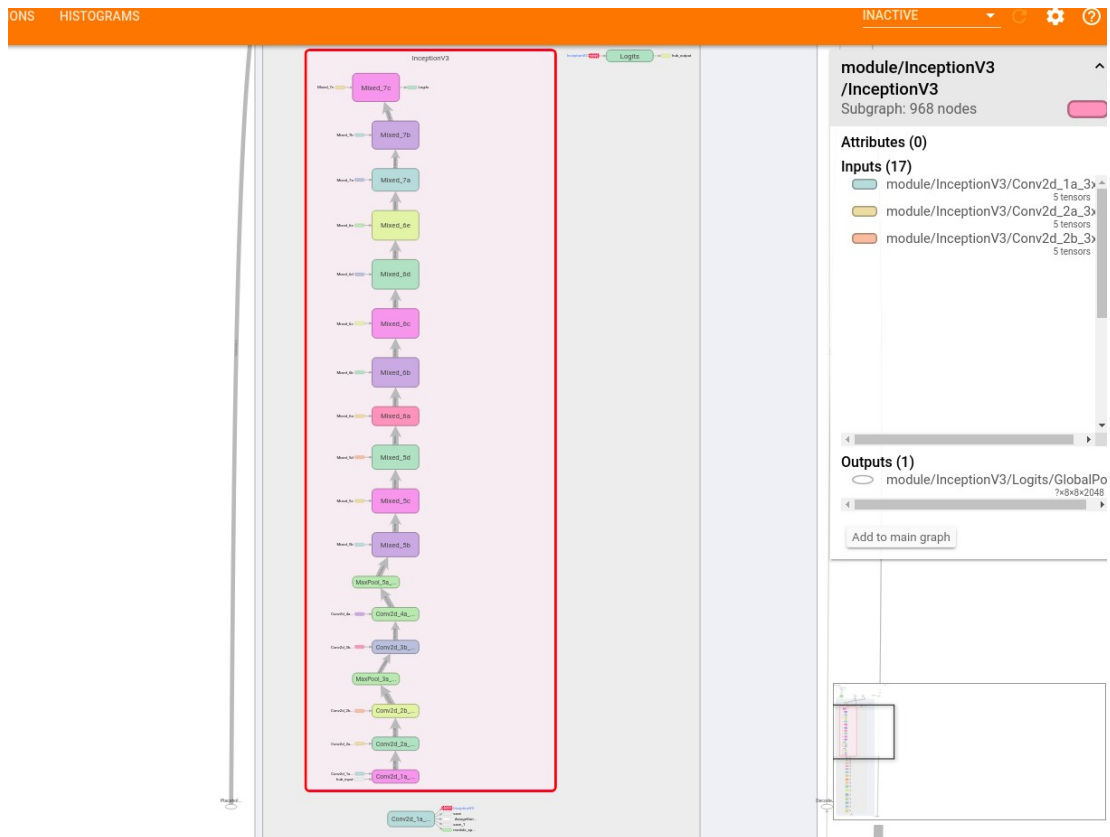 ONS HISTOGRAMS INACTIVE
InceptionV3
Logits
hub_output
Mixed_7c
Logits
Mixed_7b
Mixed_7a
Mixed_6e
Mixed_6d
Mixed_6c
Mixed_6b
Mixed_6a
Mixed_5d
Mixed_5c
Mixed_5b
MaxPool_5a_...
Conv2d_4a_...
Conv2d_3b_...
MaxPool_3a_...
Conv2d_2b_...
Conv2d_2a_...
Conv2d_1a_...
hub_input
Conv2d_1a_...
module/InceptionV3
/InceptionV3
Subgraph: 968 nodes
Attributes (0)
Inputs (17)
module/InceptionV3/Conv2d_1a_3x
5 tensors
module/InceptionV3/Conv2d_2a_3x
5 tensors
module/InceptionV3/Conv2d_2b_3x
5 tensors
Outputs (1)
module/InceptionV3/Logits/GlobalPo
?×8×8×2048
Add to main graph